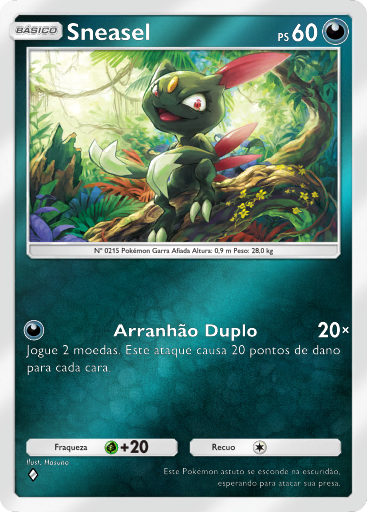 BÁSICO Sneasel PS 60
Nº 0215 Pokémon Garra Afiada Altura: 0,9 m Peso: 28,0 kg
Arranhão Duplo 20×
Jogue 2 moedas. Este ataque causa 20 pontos de dano
para cada cara.
Fraqueza +20 Recuo
Ilust. Hasuno
Este Pokémon astuto se esconde na escuridão,
esperando para atacar sua presa.